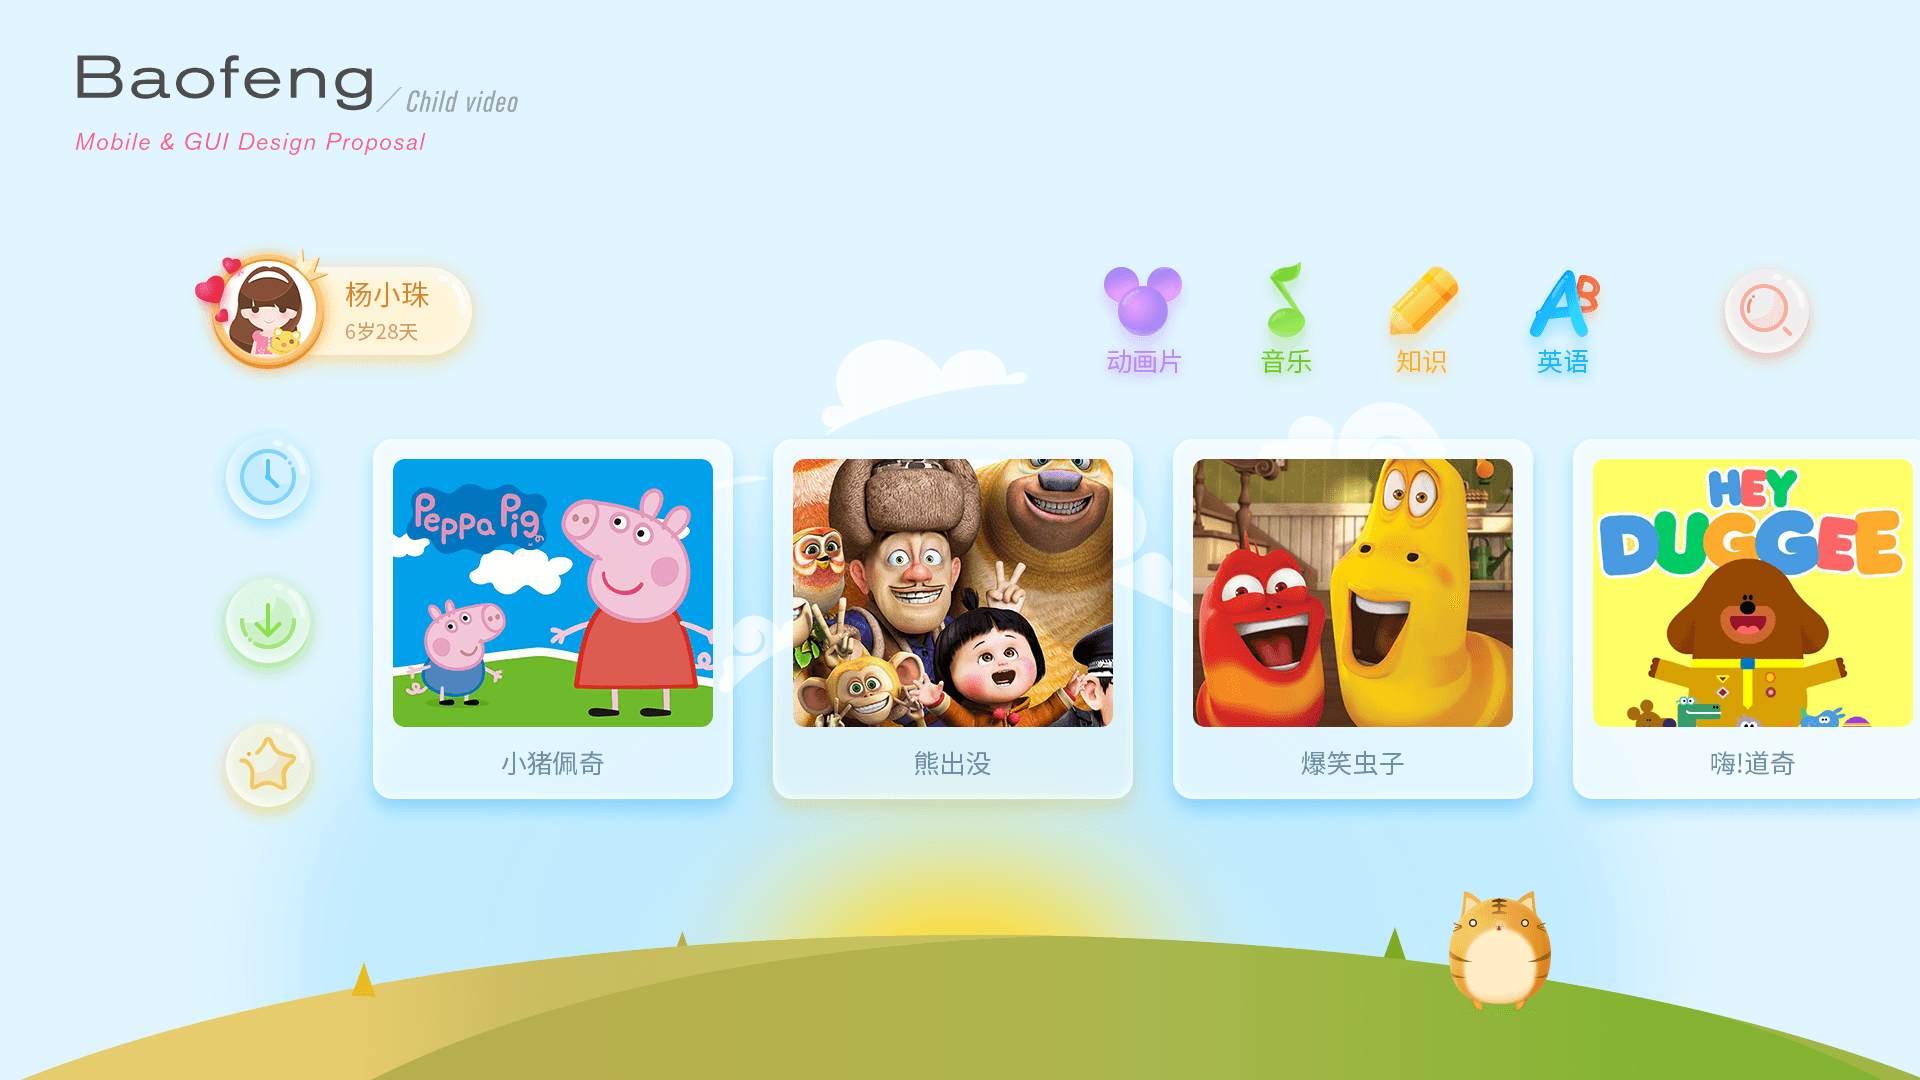 Baofeng
Child video
Mobile & GUI Design Proposal
杨小珠
6岁28天
动画片
音乐
知识
AB
英语
Peppa Pig
小猪佩奇
熊出没
爆笑虫子
HEY
DUGGEE
嗨!道奇